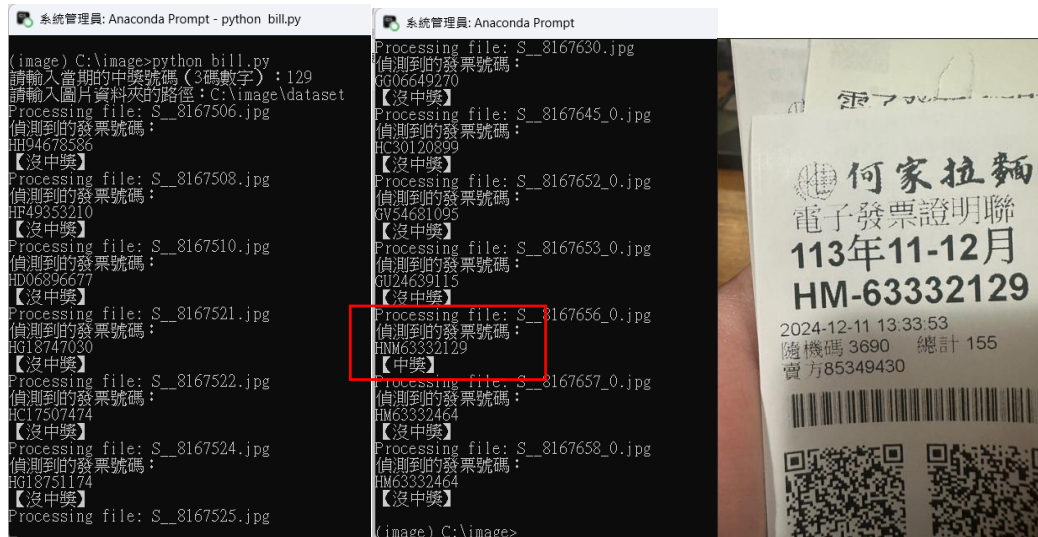 系統管理員: Anaconda Prompt - python bill.py
(image) C:\image>python bill.py
請輸入當期的中獎號碼（3碼數字）：129
請輸入圖片資料夾的路徑：C:\image\dataset
Processing file: S__8167506.jpg
偵測到的發票號碼：
HH94678586
【沒中獎】
Processing file: S__8167508.jpg
偵測到的發票號碼：
HF49353210
【沒中獎】
Processing file: S__8167510.jpg
偵測到的發票號碼：
HD06896677
【沒中獎】
Processing file: S__8167521.jpg
偵測到的發票號碼：
HG18747030
【沒中獎】
Processing file: S__8167522.jpg
偵測到的發票號碼：
HC17507474
【沒中獎】
Processing file: S__8167524.jpg
偵測到的發票號碼：
HG18751174
【沒中獎】
Processing file: S__8167525.jpg
系統管理員: Anaconda Prompt
Processing file: S__8167630.jpg
偵測到的發票號碼：
GG06649270
【沒中獎】
Processing file: S__8167645_0.jpg
偵測到的發票號碼：
HC30120899
【沒中獎】
Processing file: S__8167652_0.jpg
偵測到的發票號碼：
GV54681095
【沒中獎】
Processing file: S__8167653_0.jpg
偵測到的發票號碼：
GU24639115
【沒中獎】
Processing file: S__8167656_0.jpg
偵測到的發票號碼：
HNM63332129
【中獎】
Processing file: S__8167657_0.jpg
偵測到的發票號碼：
HM63332464
【沒中獎】
Processing file: S__8167658_0.jpg
偵測到的發票號碼：
HM63332464
【沒中獎】
(image) C:\image>
何家拉麵
電子發票證明聯
113年11-12月
HM-63332129
2024-12-11 13:33:53
隨機碼 3690 總計 155
賣方85349430